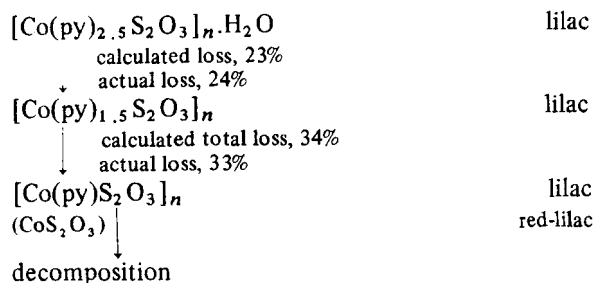 [Co(py)₂.₅S₂O₃]ₙ.H₂O lilac
calculated loss, 23%
actual loss, 24%
[Co(py)₁.₅S₂O₃]ₙ lilac
calculated total loss, 34%
actual loss, 33%
[Co(py)S₂O₃]ₙ lilac
(CoS₂O₃) red-lilac
decomposition